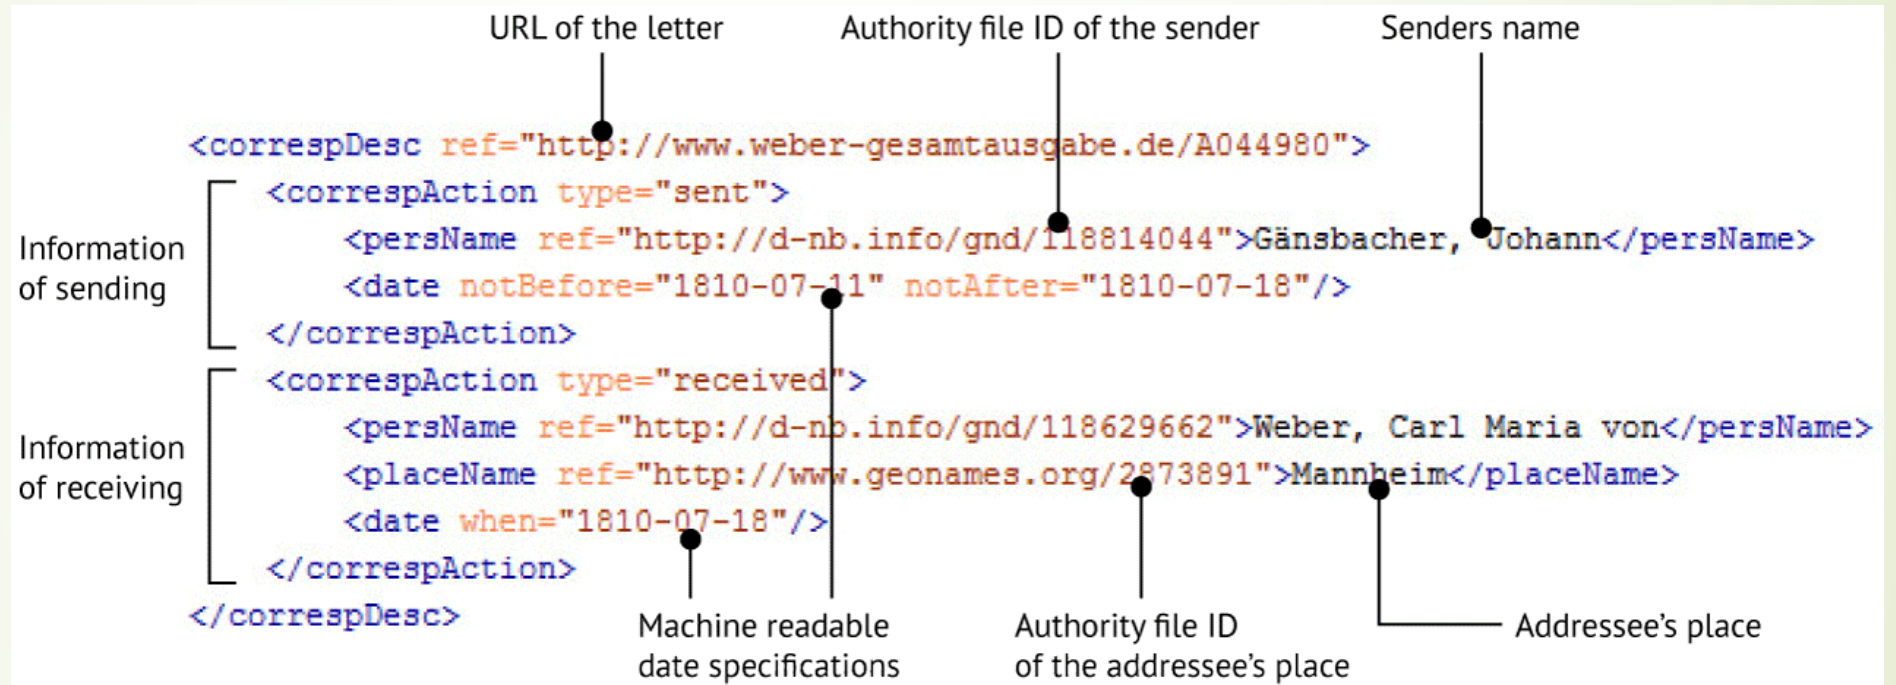 URL of the letter
Authority file ID of the sender
Senders name
<correspDesc ref="http://www.weber-gesamtausgabe.de/A044980">
<correspAction type="sent">
<persName ref="http://d-nb.info/gnd/118814044">Gänsbacher, Johann</persName>
<date notBefore="1810-07-11" notAfter="1810-07-18"/>
</correspAction>
Information
of sending
<correspAction type="received">
<persName ref="http://d-nb.info/gnd/118629662">Weber, Carl Maria von</persName>
<placeName ref="http://www.geonames.org/2873891">Mannheim</placeName>
<date when="1810-07-18"/>
</correspAction>
Information
of receiving
</correspDesc>
Machine readable
date specifications
Authority file ID
of the addressee’s place
Addressee’s place